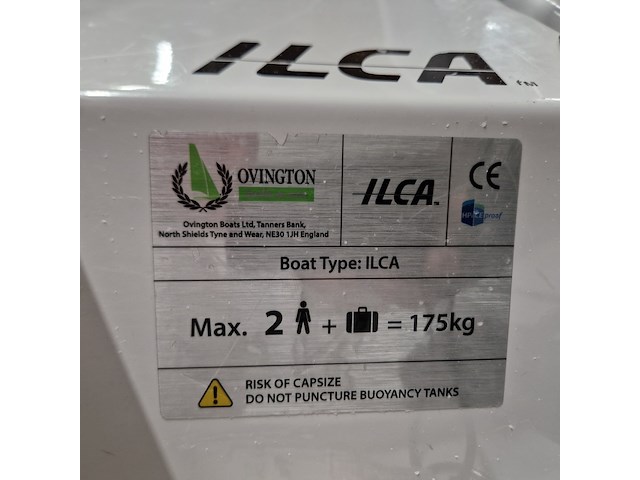 ILCA
TM
OVINGTON
Ovington Boats Ltd, Tanners Bank,
North Shields Tyne and Wear, NE30 1JH England
ILCA
CE
Boat Type: ILCA
Max. 2 + = 175kg
RISK OF CAPSIZE
DO NOT PUNCTURE BUOYANCY TANKS